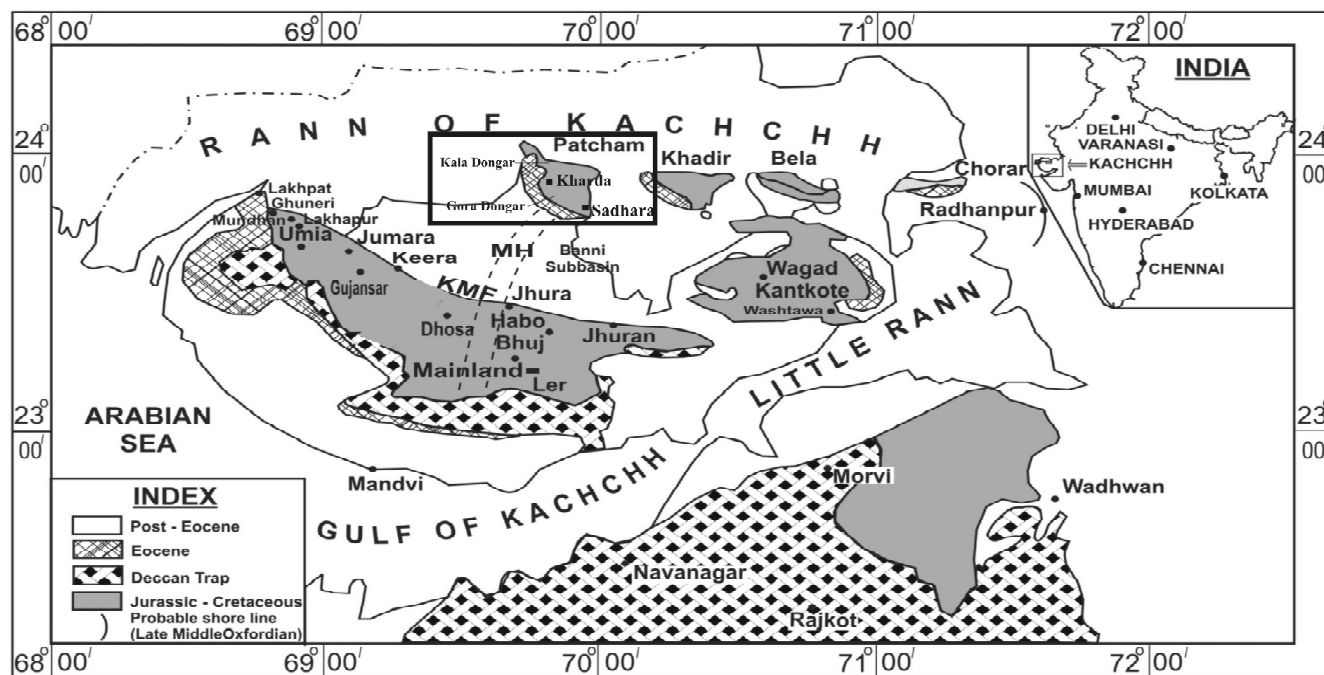 68° 00′ 69° 00′ 70° 00′ 71° 00′ 72° 00′
24° 00′
24° 00′
INDIA
DELHI
VARANASI
KACHCHH
KOLKATA
MUMBAI
HYDERABAD
CHENNAI
RANN OF KACHCHH
Patcham
Kala Dongar
Kharda
Gora Dongar
Sadhara
Khadir
Bela
Chorar
Radhanpur
Lakhpat
Ghuneri
Mundhan
Lakhapur
Umia
Jumara
Keera
Gujansar
MH
Banni
Subbasin
KMF
Jhura
Dhosa
Habo
Bhuj
Jhuran
Mainland
Ler
Wagad
Kantkote
Washtawa
LITTLE RANN
23° 00′
23° 00′
ARABIAN
SEA
Mandvi
GULF OF KACHCHH
Morvi
Wadhwan
Navanagar
Rajkot
INDEX
Post - Eocene
Eocene
Deccan Trap
Jurassic - Cretaceous
Probable shore line
(Late MiddleOxfordian)
68° 00′ 69° 00′ 70° 00′ 71° 00′ 72° 00′